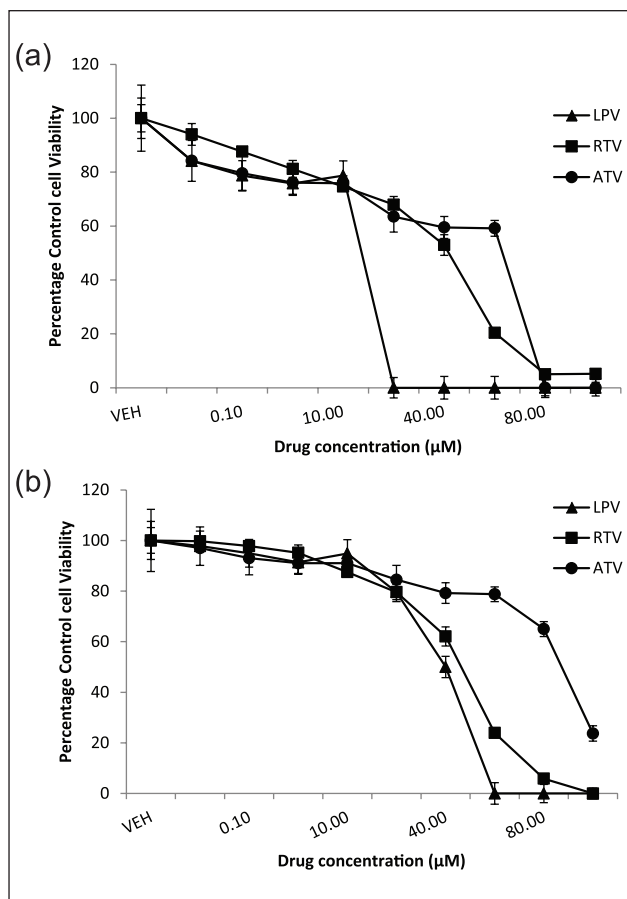 (a)
Percentage Control cell Viability
120
100
80
60
40
20
0
LPV
RTV
ATV
VEH 0.10 10.00 40.00 80.00
Drug concentration (µM)
(b)
Percentage Control cell Viability
120
100
80
60
40
20
0
LPV
RTV
ATV
VEH 0.10 10.00 40.00 80.00
Drug concentration (µM)